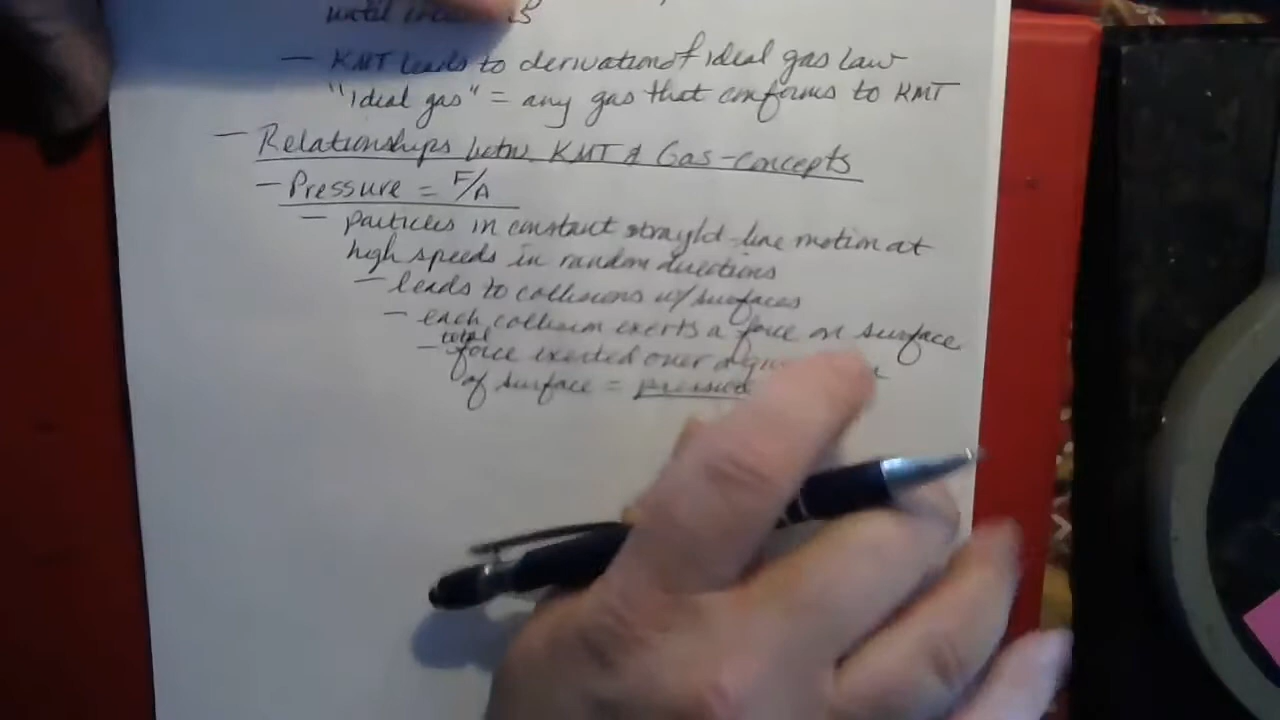 until
— KMT leads to derivation of ideal gas law
"ideal gas" = any gas that conforms to KMT
— Relationships betw KMT & Gas-concepts
— Pressure = F/A
— particles in constant straight-line motion at
high speeds in random directions
— leads to collisions w/ surfaces
— each collision exerts a force on surface
— total force exerted over
of surface =